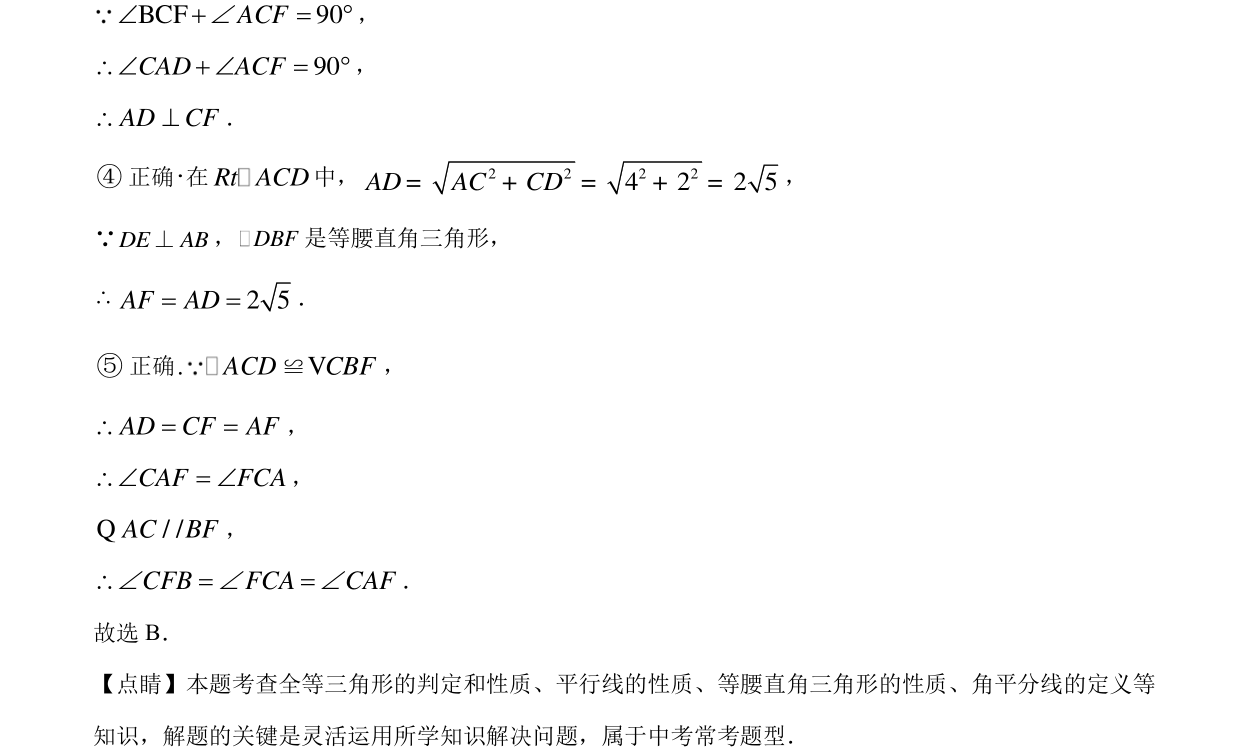 ∵∠BCF+∠ACF=90°，
∴∠CAD+∠ACF=90°，
∴AD⊥CF．
④正确·在Rt□ACD中，AD=√(AC²+CD²)=√(4²+2²)=2√5，
∵DE⊥AB，□DBF是等腰直角三角形，
∴AF=AD=2√5．
⑤正确.∵□ACD≌VCBF，
∴AD=CF=AF，
∴∠CAF=∠FCA，
Q AC//BF，
∴∠CFB=∠FCA=∠CAF．
故选 B．
【点睛】本题考查全等三角形的判定和性质、平行线的性质、等腰直角三角形的性质、角平分线的定义等
知识，解题的关键是灵活运用所学知识解决问题，属于中考常考题型．